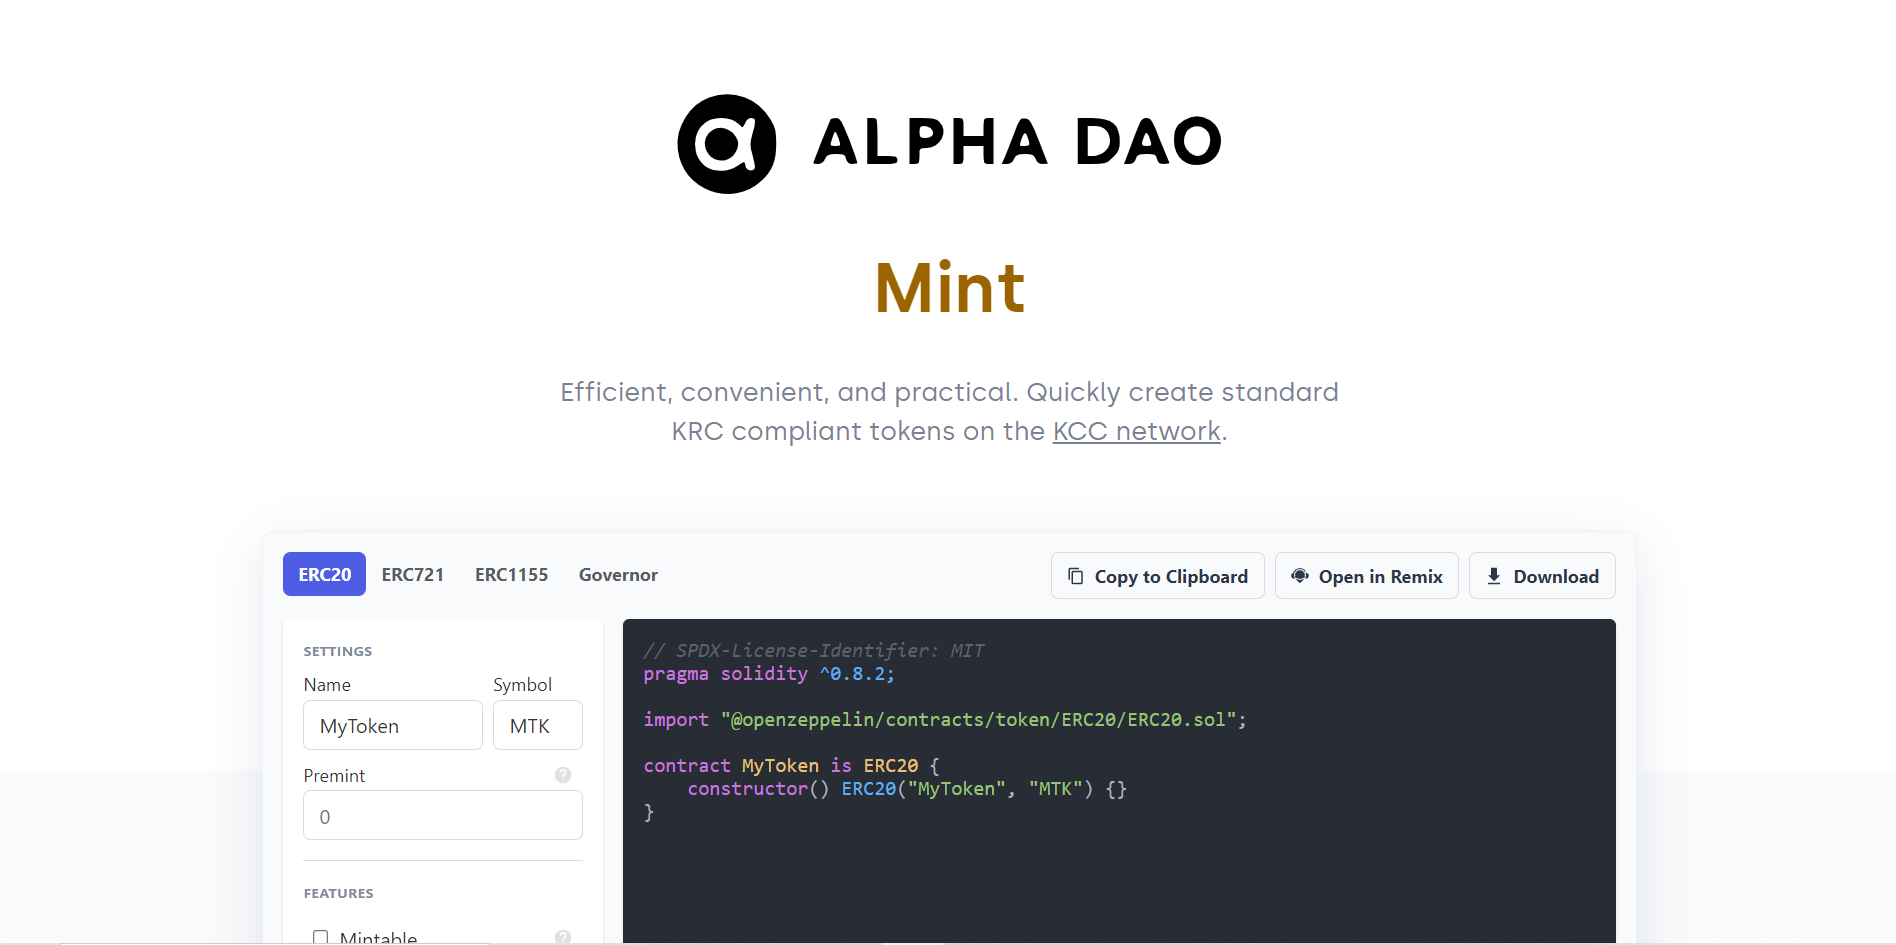 ALPHA DAO
Mint
Efficient, convenient, and practical. Quickly create standard
KRC compliant tokens on the KCC network.
ERC20 ERC721 ERC1155 Governor Copy to Clipboard Open in Remix Download
SETTINGS
Name Symbol
MyToken MTK
Premint ?
0
FEATURES
Mintable ?
// SPDX-License-Identifier: MIT
pragma solidity ^0.8.2;
import "@openzeppelin/contracts/token/ERC20/ERC20.sol";
contract MyToken is ERC20 {
    constructor() ERC20("MyToken", "MTK") {}
}